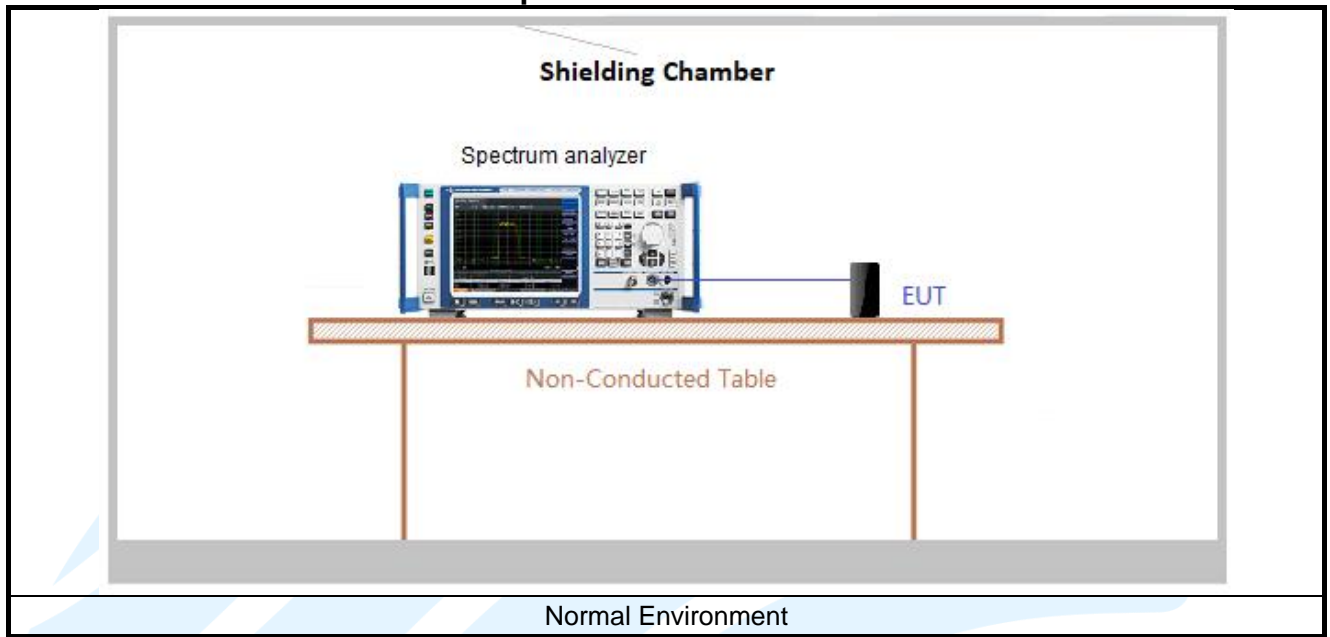 Shielding Chamber
Spectrum analyzer
EUT
Non-Conducted Table
Normal Environment